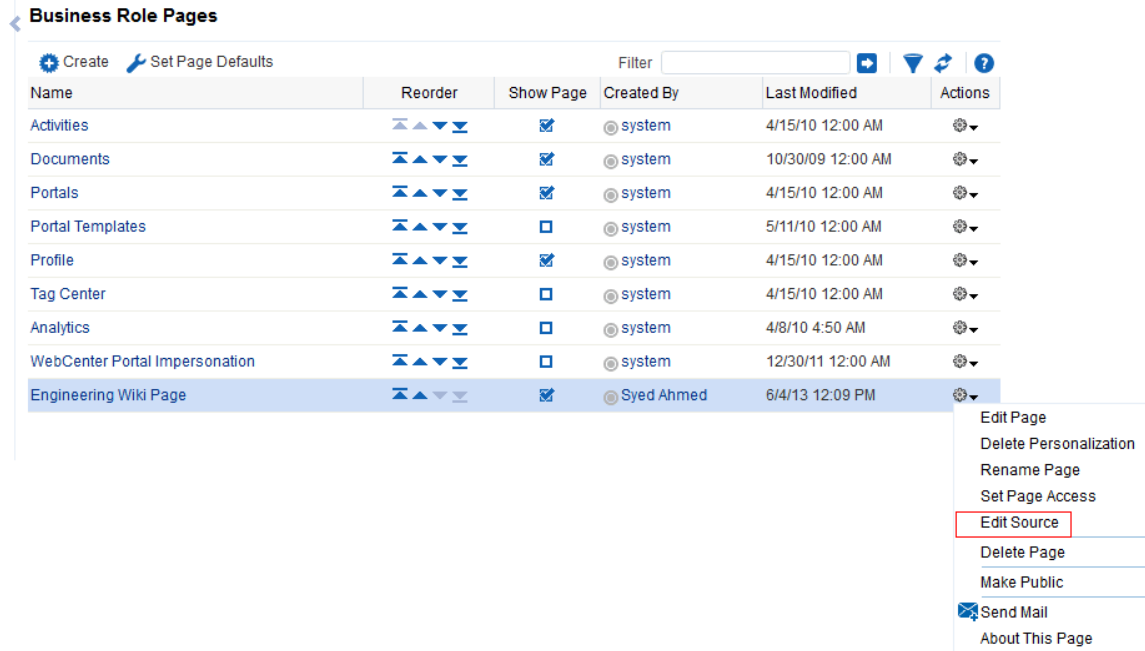 Business Role Pages
Create Set Page Defaults Filter
Name Reorder Show Page Created By Last Modified Actions
Activities system 4/15/10 12:00 AM
Documents system 10/30/09 12:00 AM
Portals system 4/15/10 12:00 AM
Portal Templates system 5/11/10 12:00 AM
Profile system 4/15/10 12:00 AM
Tag Center system 4/15/10 12:00 AM
Analytics system 4/8/10 4:50 AM
WebCenter Portal Impersonation system 12/30/11 12:00 AM
Engineering Wiki Page Syed Ahmed 6/4/13 12:09 PM
Edit Page
Delete Personalization
Rename Page
Set Page Access
Edit Source
Delete Page
Make Public
Send Mail
About This Page